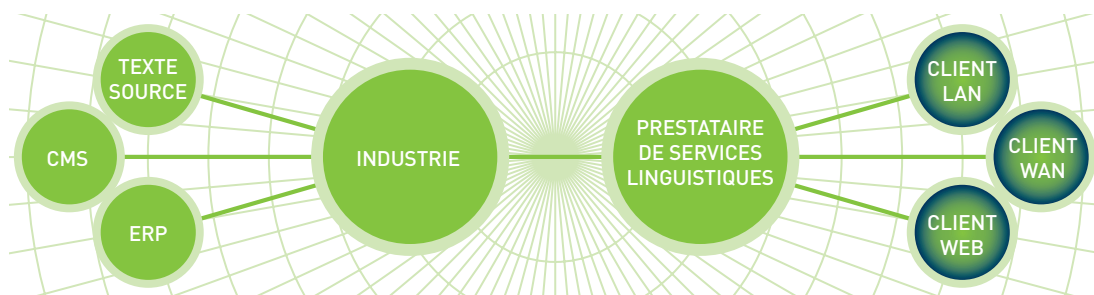 TEXTE
SOURCE
CMS
ERP
INDUSTRIE
PRESTATAIRE
DE SERVICES
LINGUISTIQUES
CLIENT
LAN
CLIENT
WAN
CLIENT
WEB